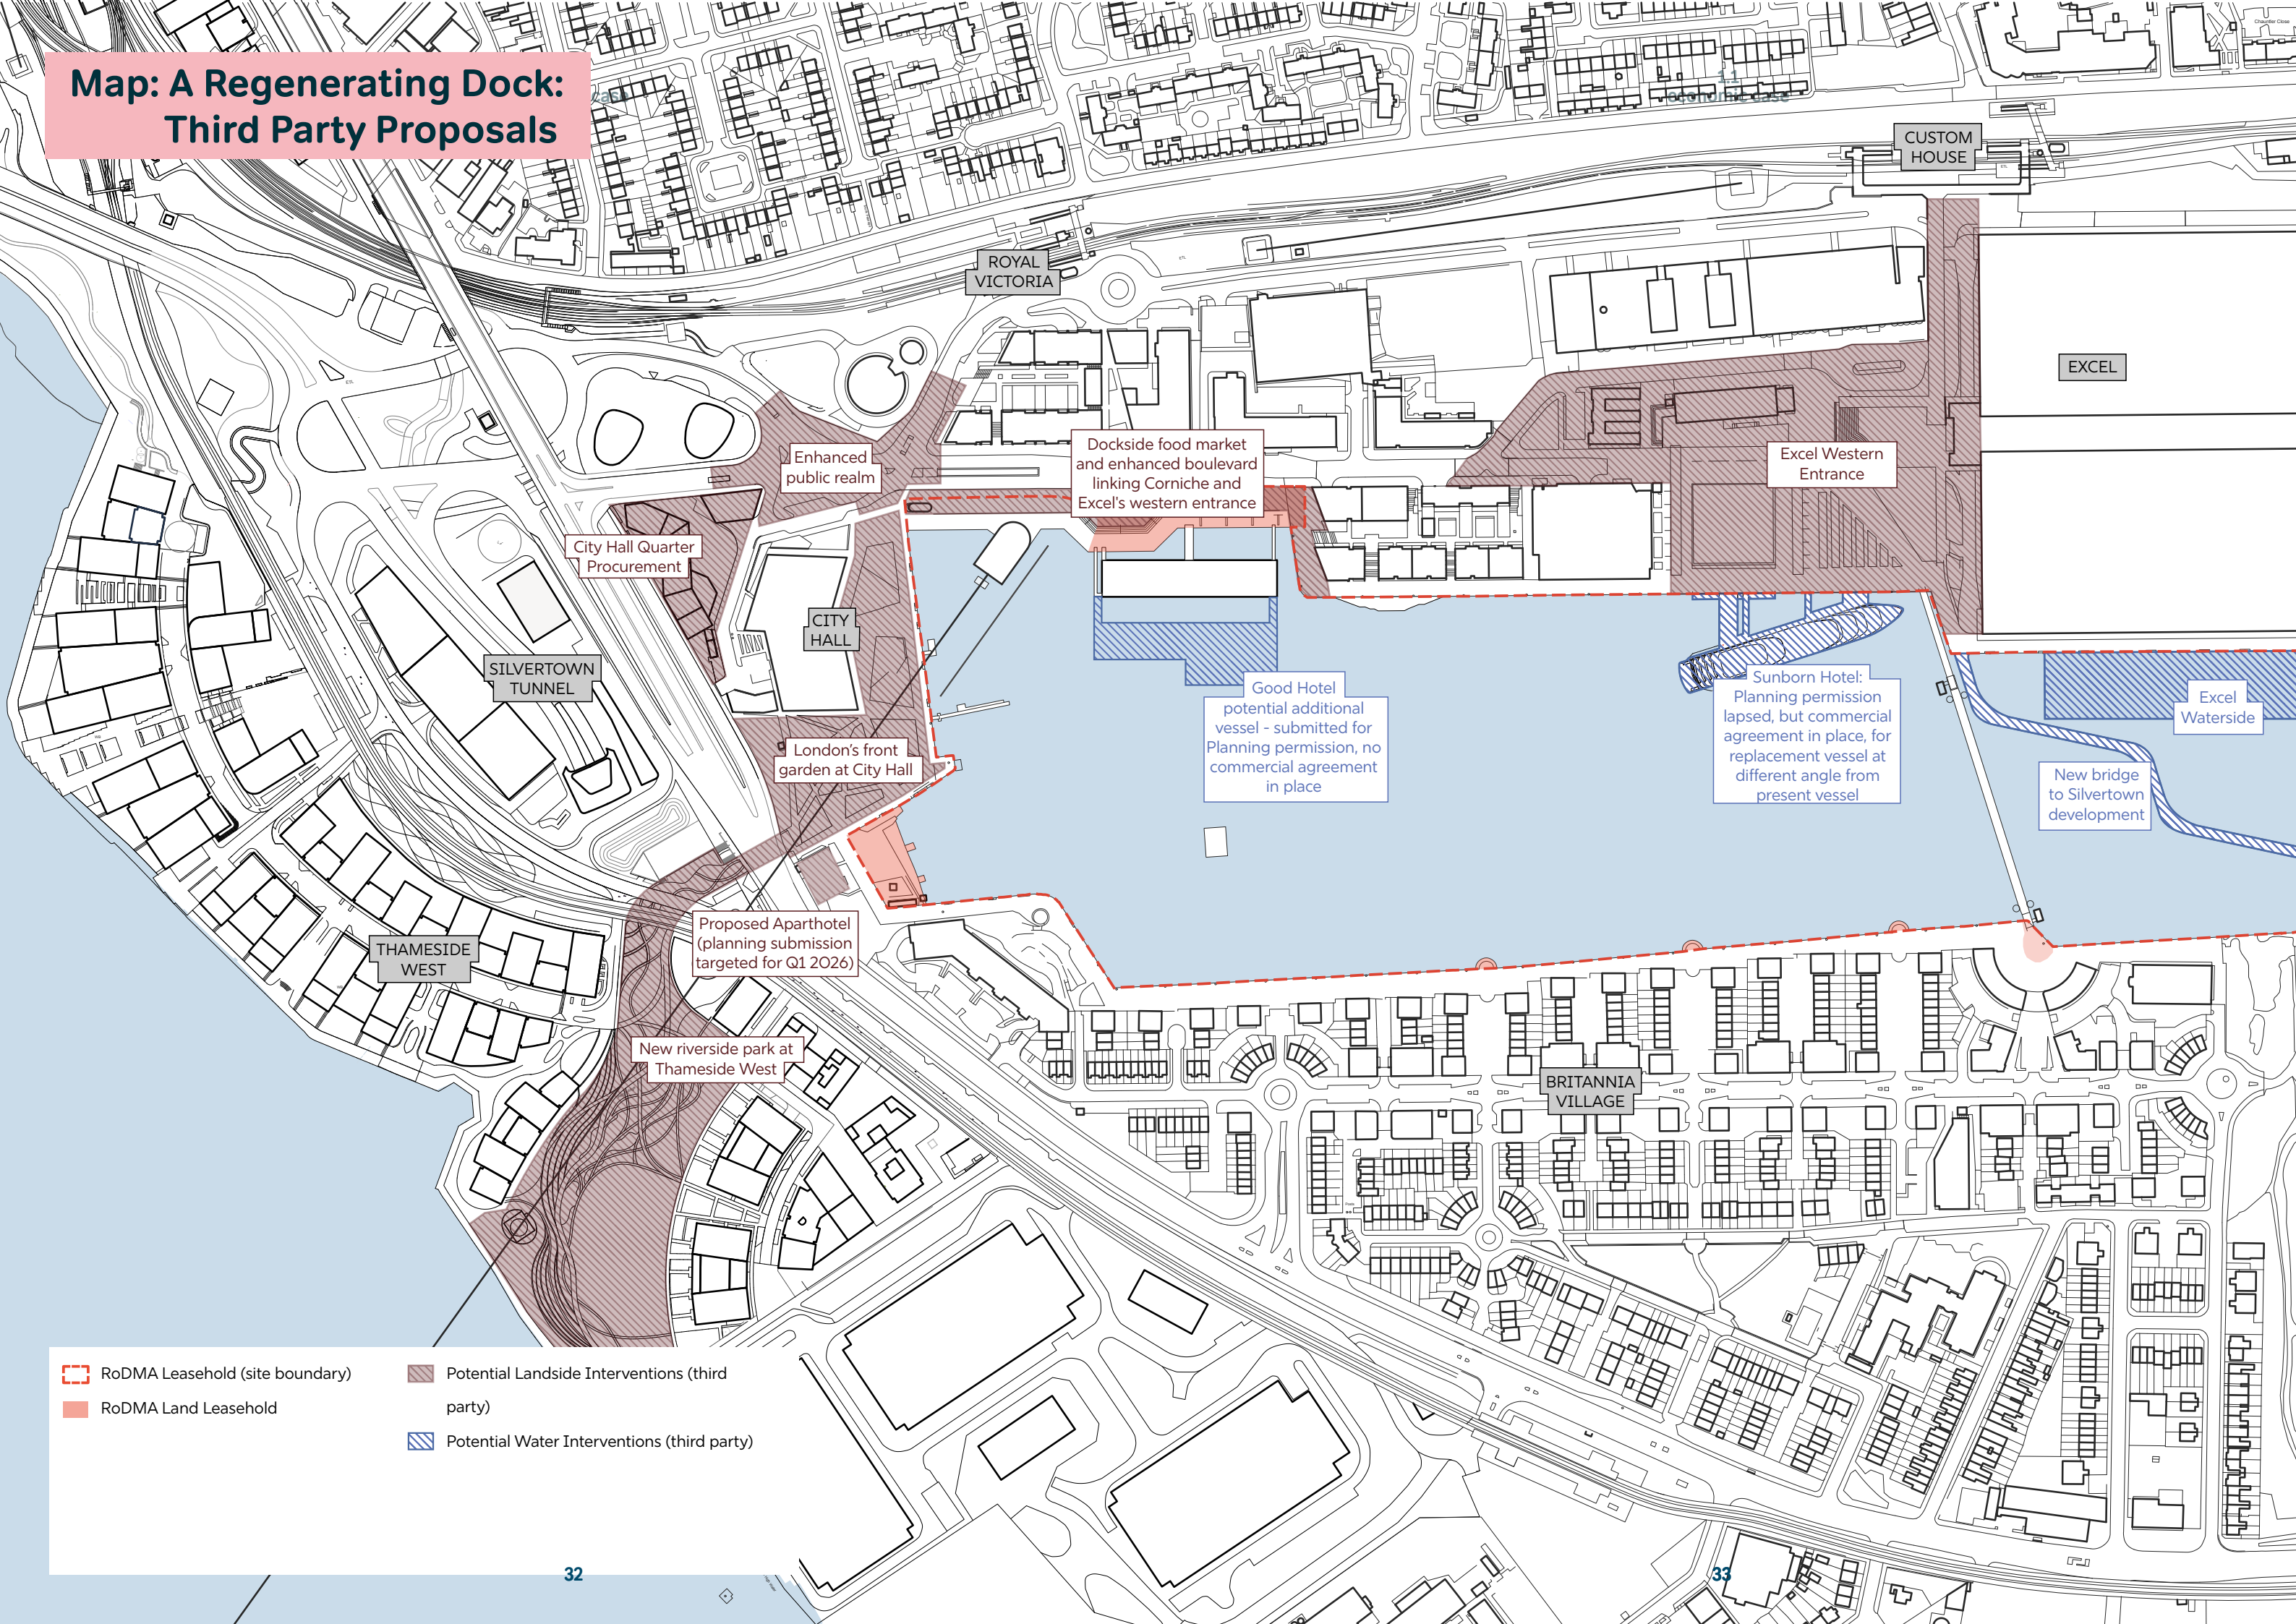 Map: A Regenerating Dock:
Third Party Proposals
case
1.1
economic case
CUSTOM
HOUSE
ROYAL
VICTORIA
EXCEL
Enhanced
public realm
Dockside food market
and enhanced boulevard
linking Corniche and
Excel's western entrance
Excel Western
Entrance
City Hall Quarter
Procurement
CITY
HALL
SILVERTOWN
TUNNEL
London's front
garden at City Hall
Good Hotel
potential additional
vessel - submitted for
Planning permission, no
commercial agreement
in place
Sunborn Hotel:
Planning permission
lapsed, but commercial
agreement in place, for
replacement vessel at
different angle from
present vessel
Excel
Waterside
New bridge
to Silvertown
development
Proposed Aparthotel
(planning submission
targeted for Q1 2026)
THAMESIDE
WEST
New riverside park at
Thameside West
BRITANNIA
VILLAGE
RoDMA Leasehold (site boundary)
RoDMA Land Leasehold
Potential Landside Interventions (third
party)
Potential Water Interventions (third party)
32
33